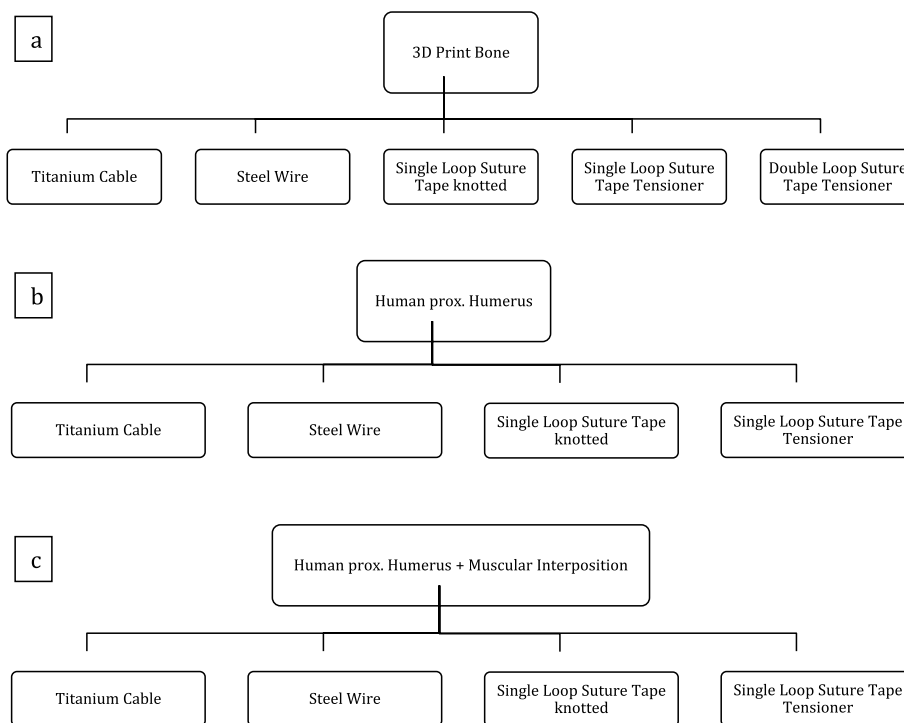 a
3D Print Bone
Titanium Cable
Steel Wire
Single Loop Suture
Tape knotted
Single Loop Suture
Tape Tensioner
Double Loop Suture
Tape Tensioner
b
Human prox. Humerus
Titanium Cable
Steel Wire
Single Loop Suture Tape
knotted
Single Loop Suture Tape
Tensioner
c
Human prox. Humerus + Muscular Interposition
Titanium Cable
Steel Wire
Single Loop Suture Tape
knotted
Single Loop Suture Tape
Tensioner